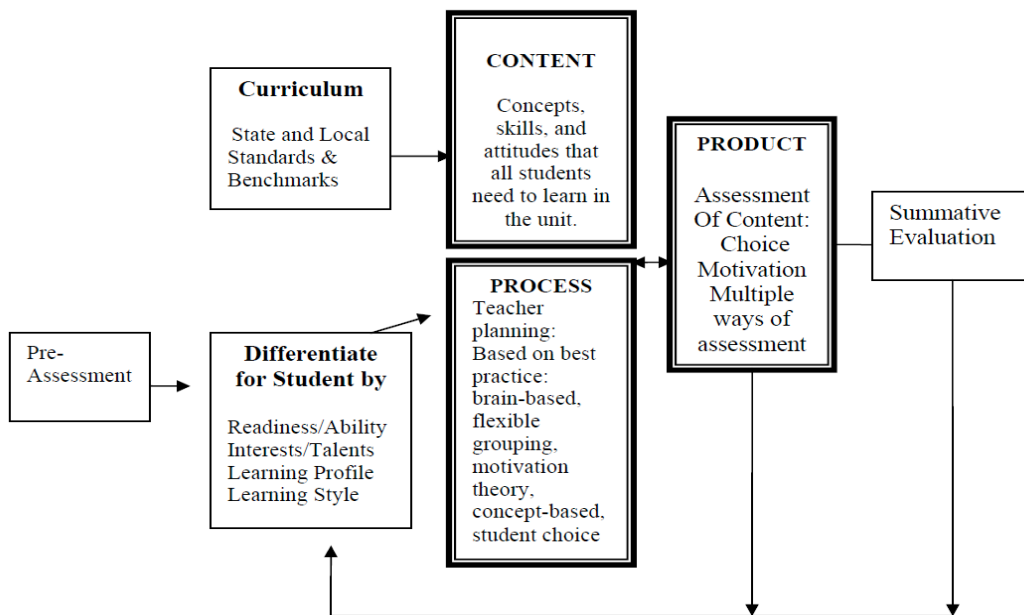 Curriculum
State and Local
Standards &
Benchmarks
CONTENT
Concepts,
skills, and
attitudes that
all students
need to learn in
the unit.
PRODUCT
Assessment
Of Content:
Choice
Motivation
Multiple
ways of
assessment
Summative
Evaluation
Pre-
Assessment
Differentiate
for Student by
Readiness/Ability
Interests/Talents
Learning Profile
Learning Style
PROCESS
Teacher
planning:
Based on best
practice:
brain-based,
flexible
grouping,
motivation
theory,
concept-based,
student choice